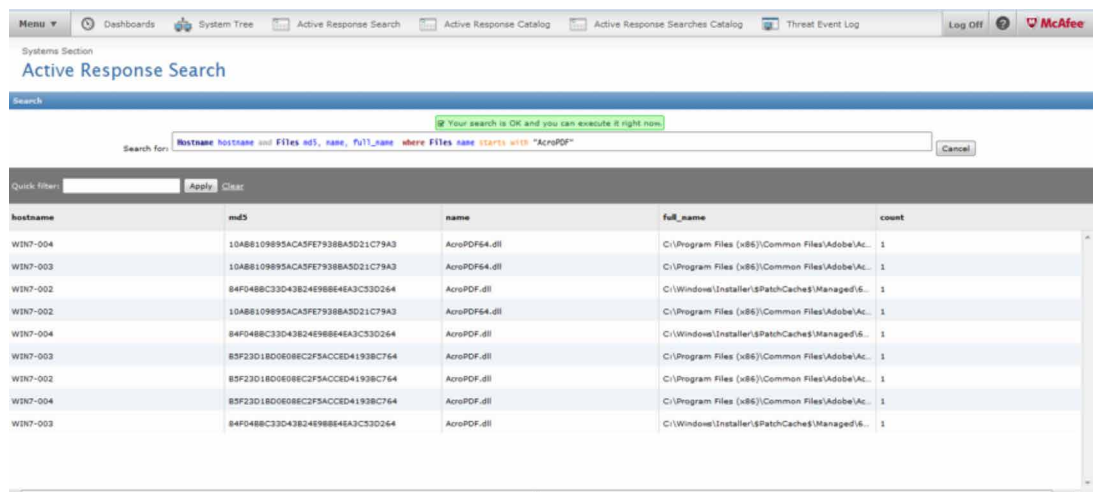 Menu ▼ Dashboards System Tree Active Response Search Active Response Catalog Active Response Searches Catalog Threat Event Log Log Off ? McAfee
Systems Section
Active Response Search
Search
Your search is OK and you can execute it right now.
Search for: Hostname hostname and Files md5, name, full_name where Files name starts with "AcroPDF" Cancel
Quick filter: Apply Clear
hostname md5 name full_name count
WIN7-004 10AB8109895ACA5FE7938BA5D21C79A3 AcroPDF64.dll C:\Program Files (x86)\Common Files\Adobe\Ac... 1
WIN7-003 10AB8109895ACA5FE7938BA5D21C79A3 AcroPDF64.dll C:\Program Files (x86)\Common Files\Adobe\Ac... 1
WIN7-002 84F04BBC33D43B24E9BBE4EA3C53D264 AcroPDF.dll C:\Windows\Installer\$PatchCache$\Managed\6... 1
WIN7-002 10AB8109895ACA5FE7938BA5D21C79A3 AcroPDF64.dll C:\Program Files (x86)\Common Files\Adobe\Ac... 1
WIN7-004 84F04BBC33D43B24E9BBE4EA3C53D264 AcroPDF.dll C:\Windows\Installer\$PatchCache$\Managed\6... 1
WIN7-003 B5F23D1BD0E08EC2F5ACCED4193BC764 AcroPDF.dll C:\Program Files (x86)\Common Files\Adobe\Ac... 1
WIN7-002 B5F23D1BD0E08EC2F5ACCED4193BC764 AcroPDF.dll C:\Program Files (x86)\Common Files\Adobe\Ac... 1
WIN7-004 B5F23D1BD0E08EC2F5ACCED4193BC764 AcroPDF.dll C:\Program Files (x86)\Common Files\Adobe\Ac... 1
WIN7-003 84F04BBC33D43B24E9BBE4EA3C53D264 AcroPDF.dll C:\Windows\Installer\$PatchCache$\Managed\6... 1